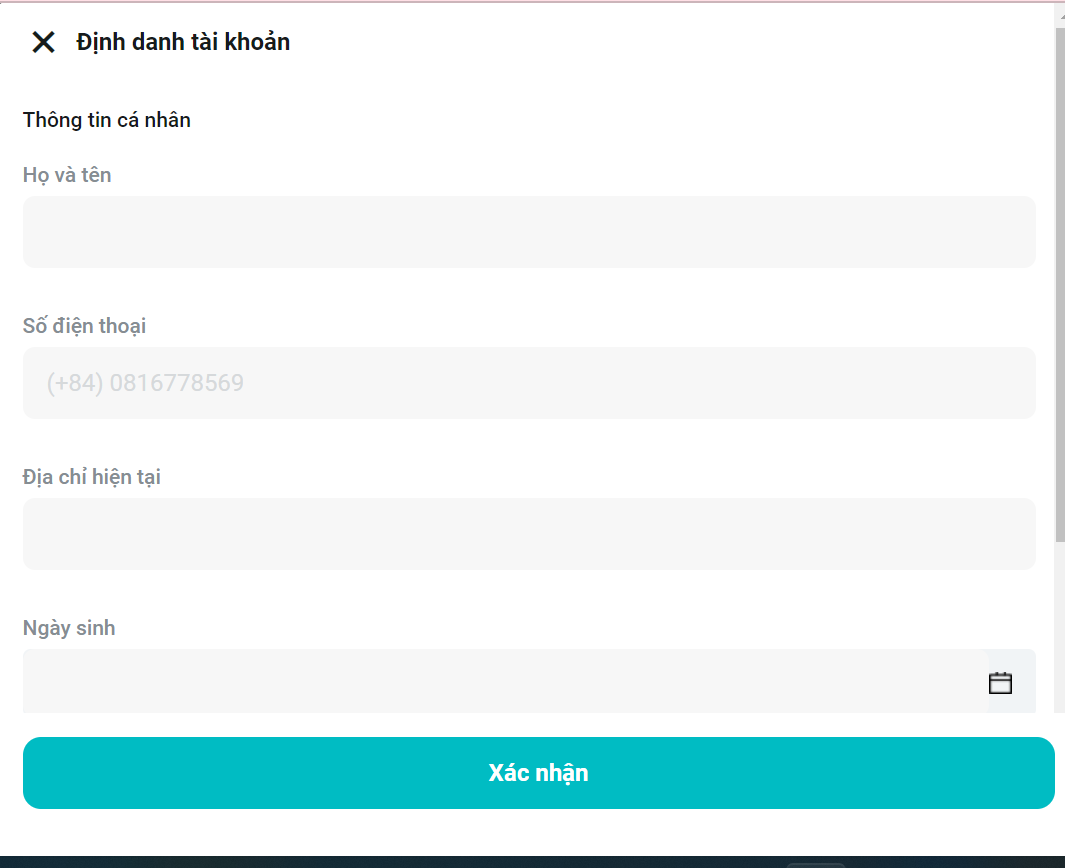 Định danh tài khoản
Thông tin cá nhân
Họ và tên
Số điện thoại
(+84) 0816778569
Địa chỉ hiện tại
Ngày sinh
Xác nhận